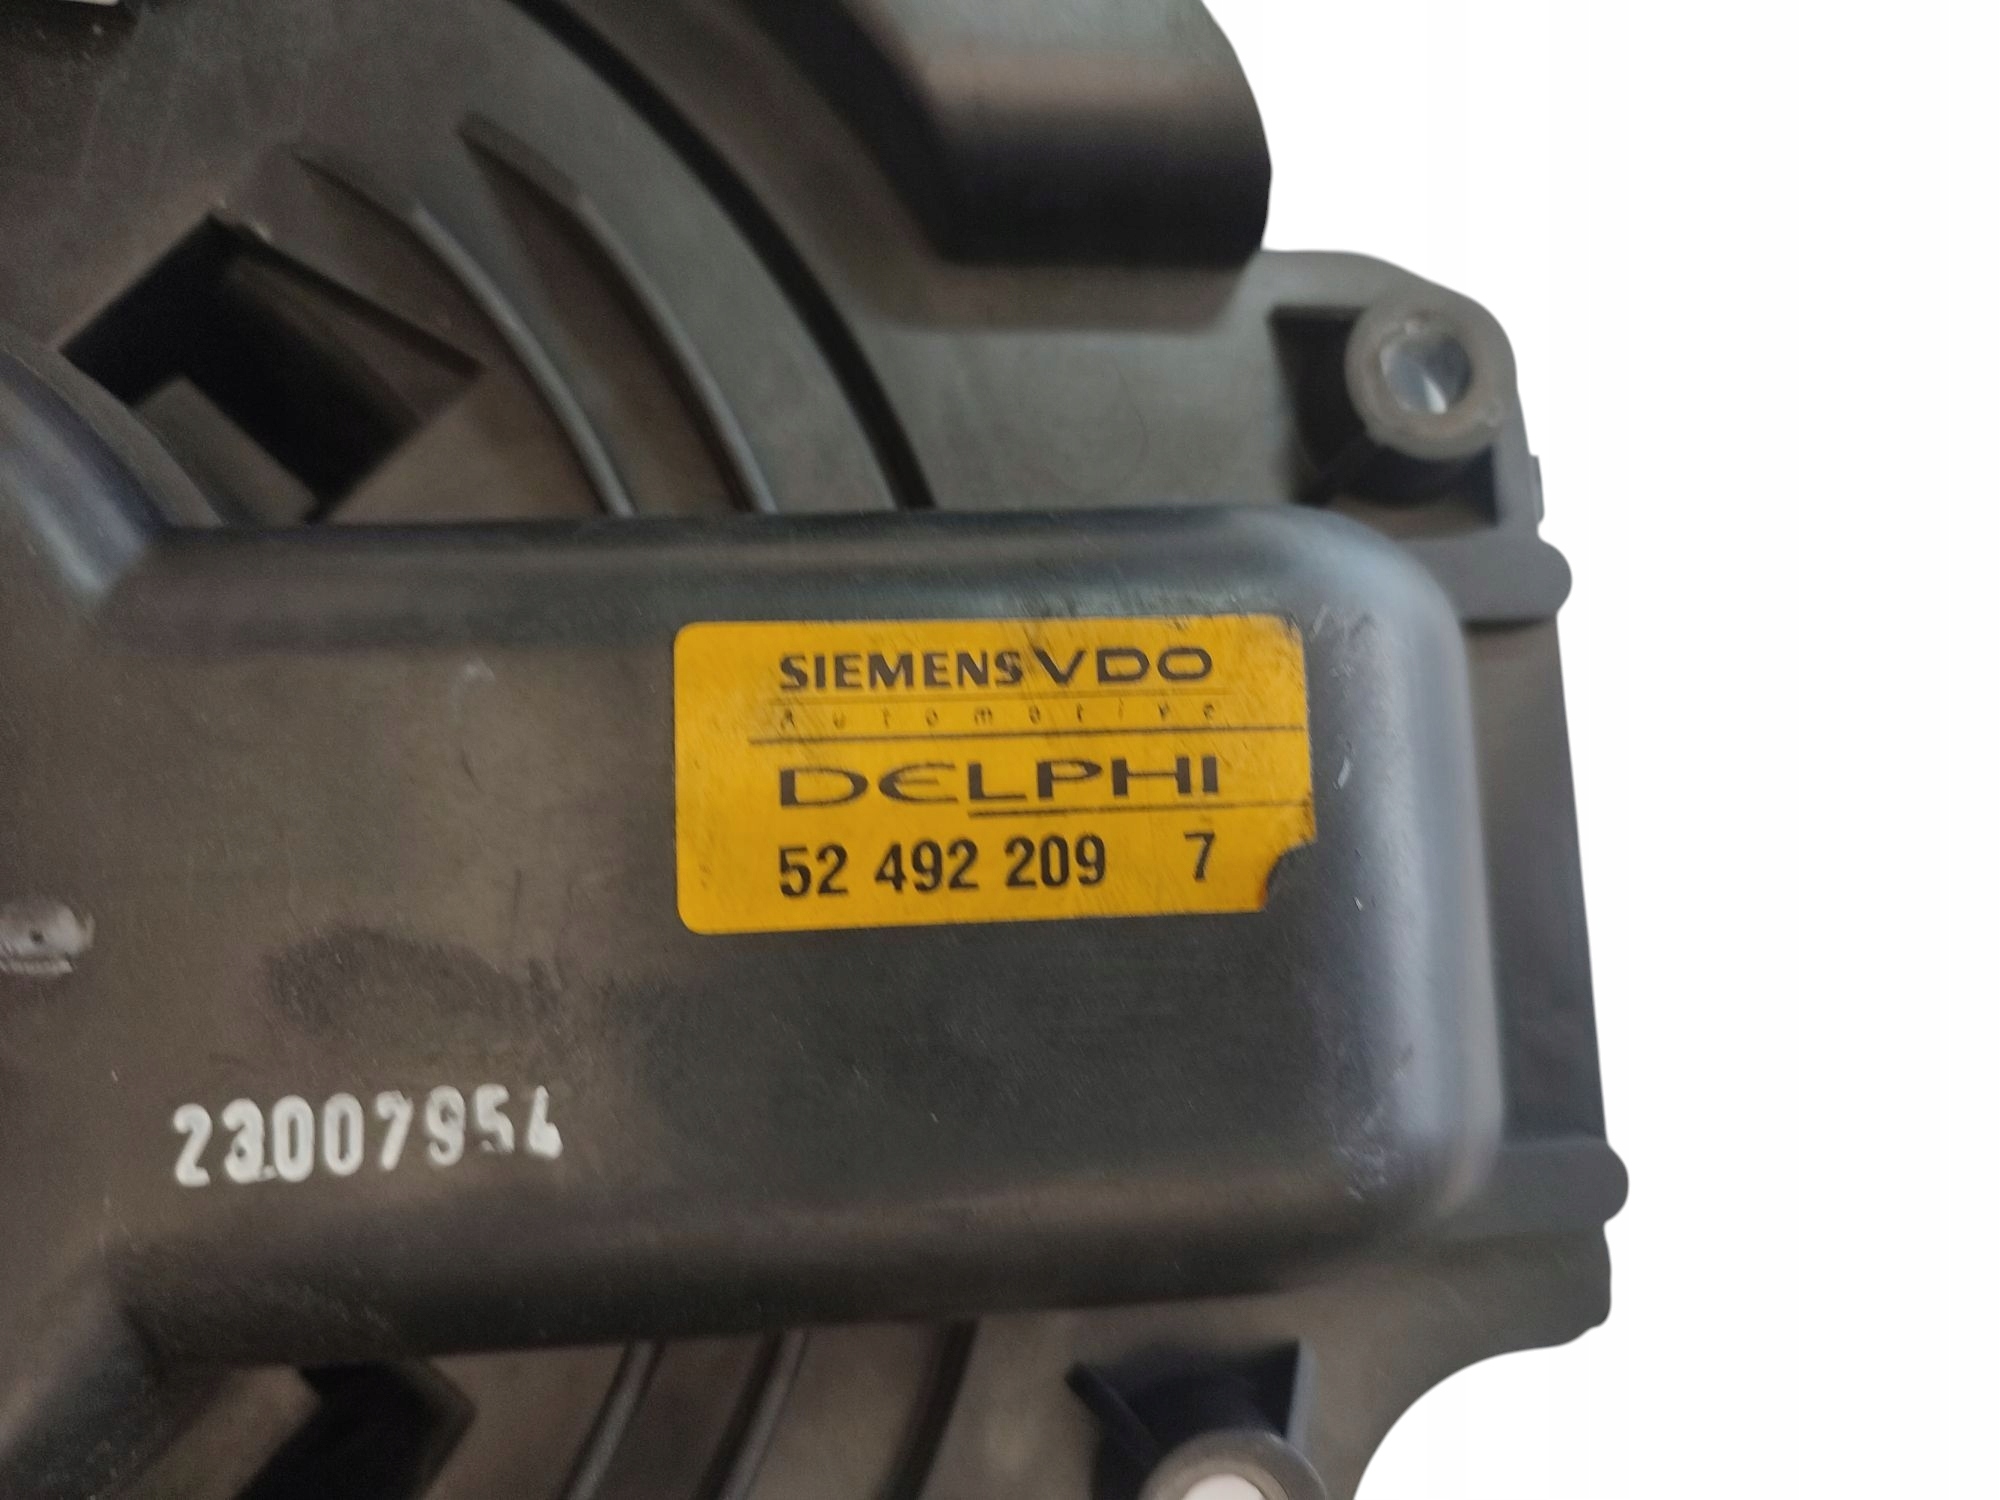 SIEMENS VDO
Automotive
DELPHI
52 492 209 7
23007954